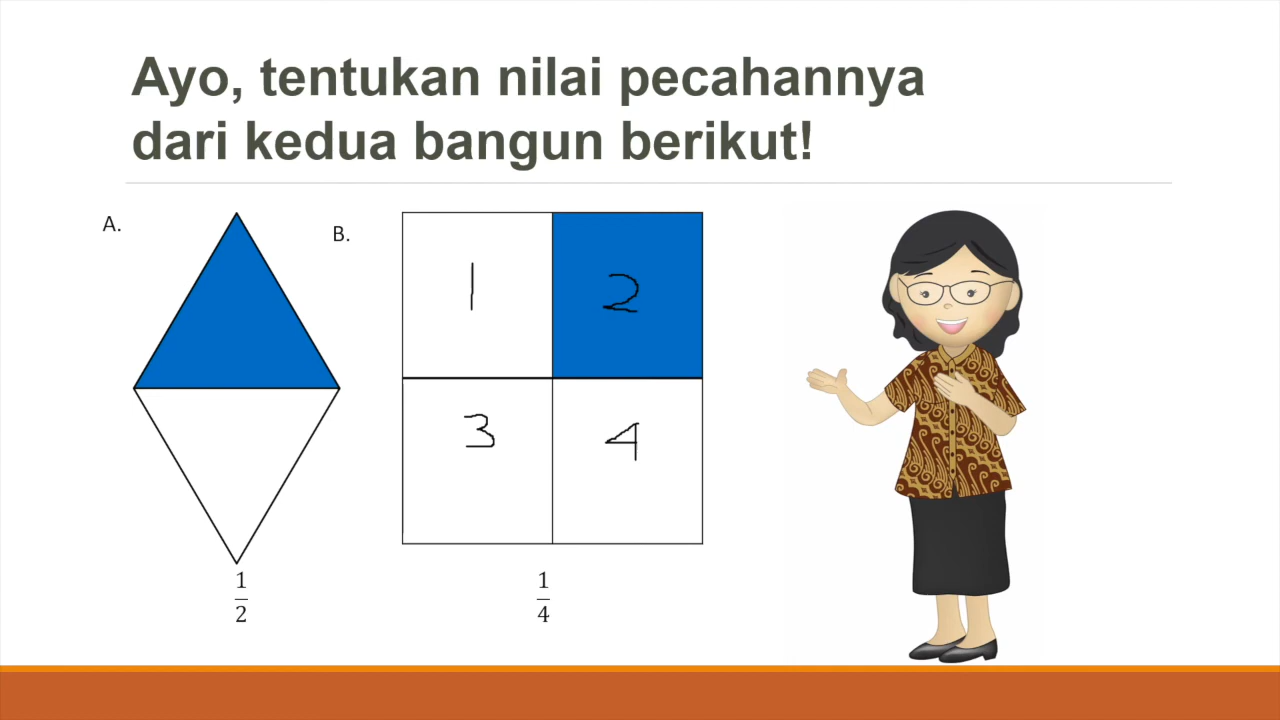 Ayo, tentukan nilai pecahannya
dari kedua bangun berikut!
A.
B.
1
2
3
4
1
2
1
4